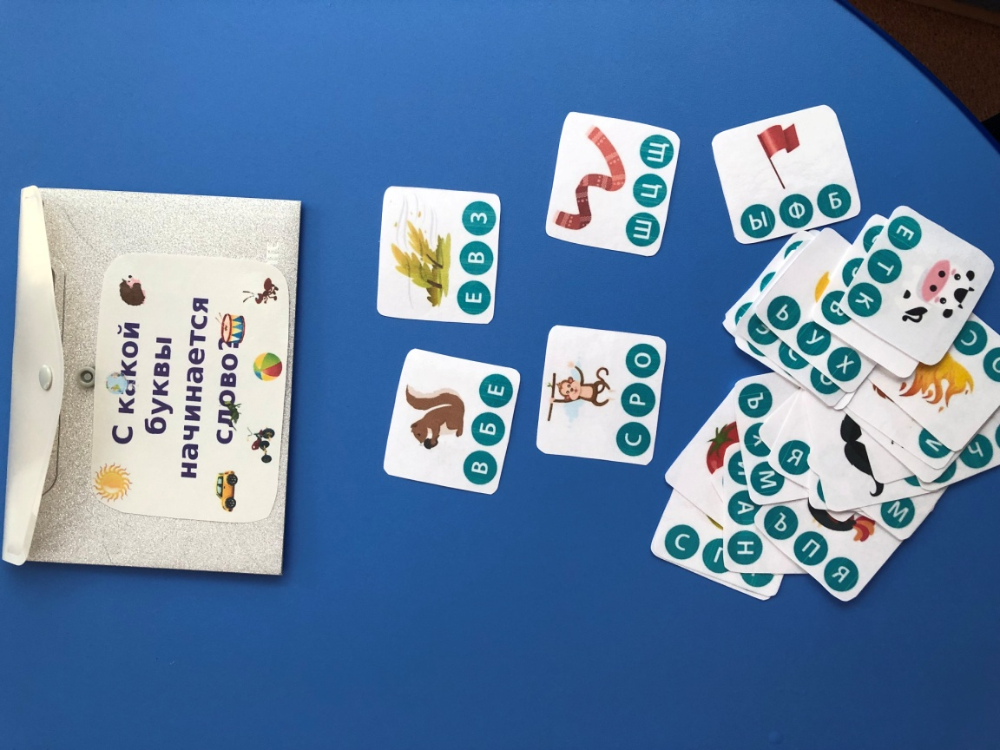 С какой
буквы
начинается
слово?
Е В З
В Б Е
Ш Ц Щ
С Р О
Ы Ф Б
Е Т К
Ч У Х
В
Ъ К М
Я
Н А
Ъ П Я
С
М